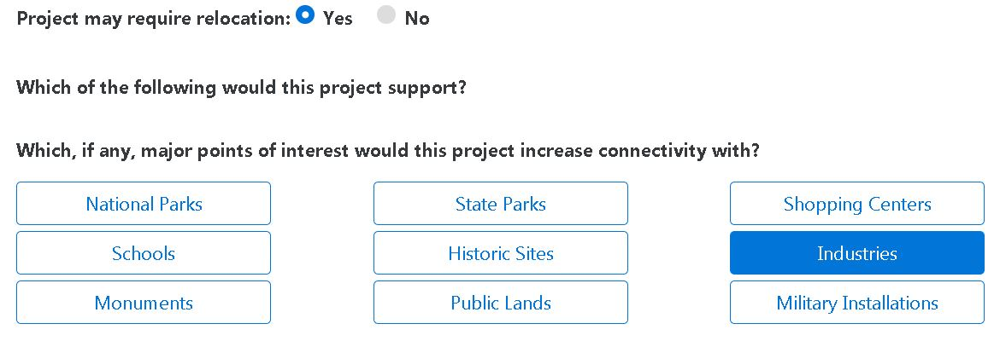 Project may require relocation: Yes No
Which of the following would this project support?
Which, if any, major points of interest would this project increase connectivity with?
National Parks State Parks Shopping Centers
Schools Historic Sites Industries
Monuments Public Lands Military Installations